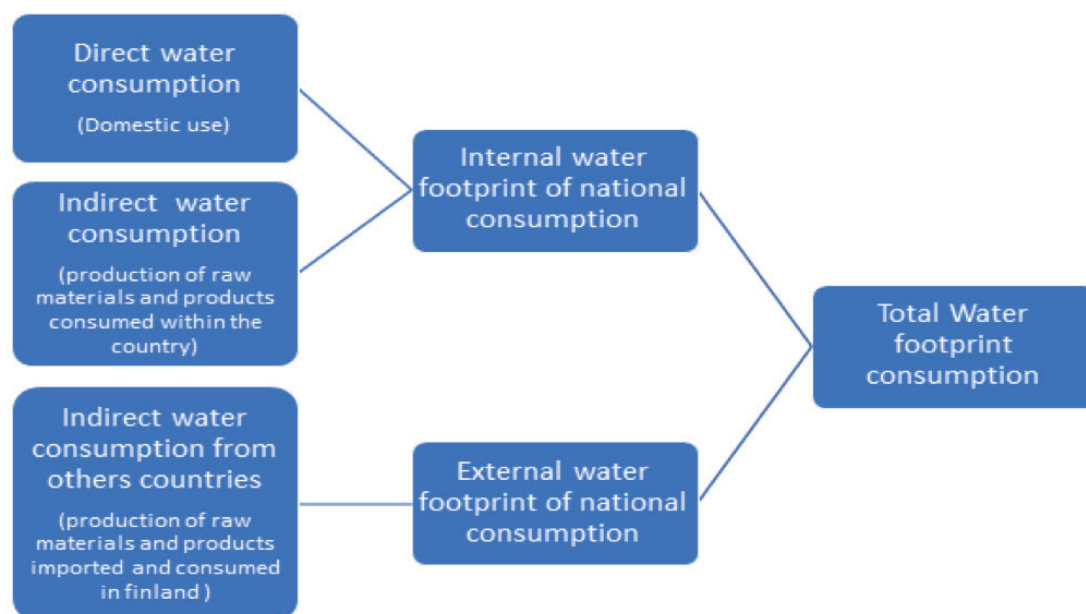 Direct water
consumption
(Domestic use)
Indirect water
consumption
(production of raw
materials and products
consumed within the
country)
Indirect water
consumption from
others countries
(production of raw
materials and products
imported and consumed
in finland )
Internal water
footprint of national
consumption
External water
footprint of national
consumption
Total Water
footprint
consumption